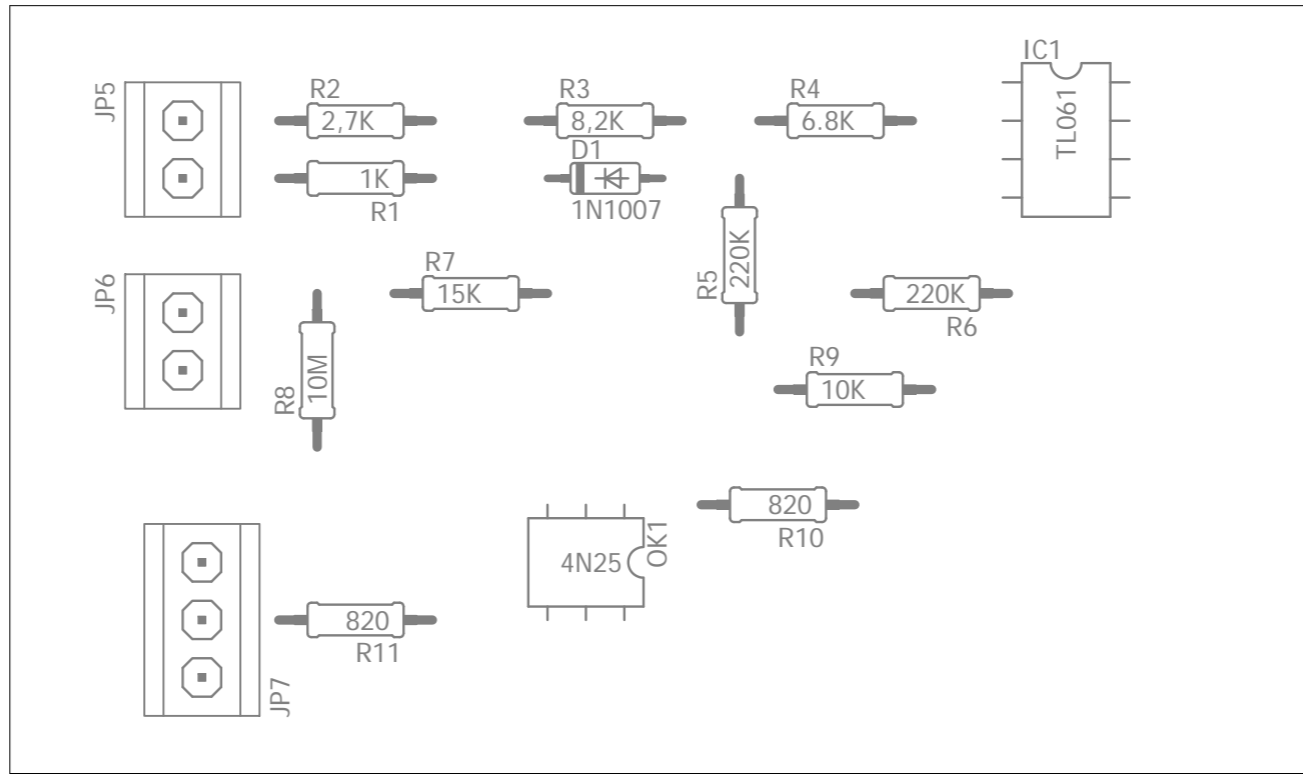 IC1
JP5
R2
2,7K
R3
8,2K
R4
6.8K
TL061
1K
R1
D1
1N1007
R5
220K
JP6
R7
15K
220K
R6
R8
10M
R9
10K
820
R10
4N25
OK1
820
R11
JP7